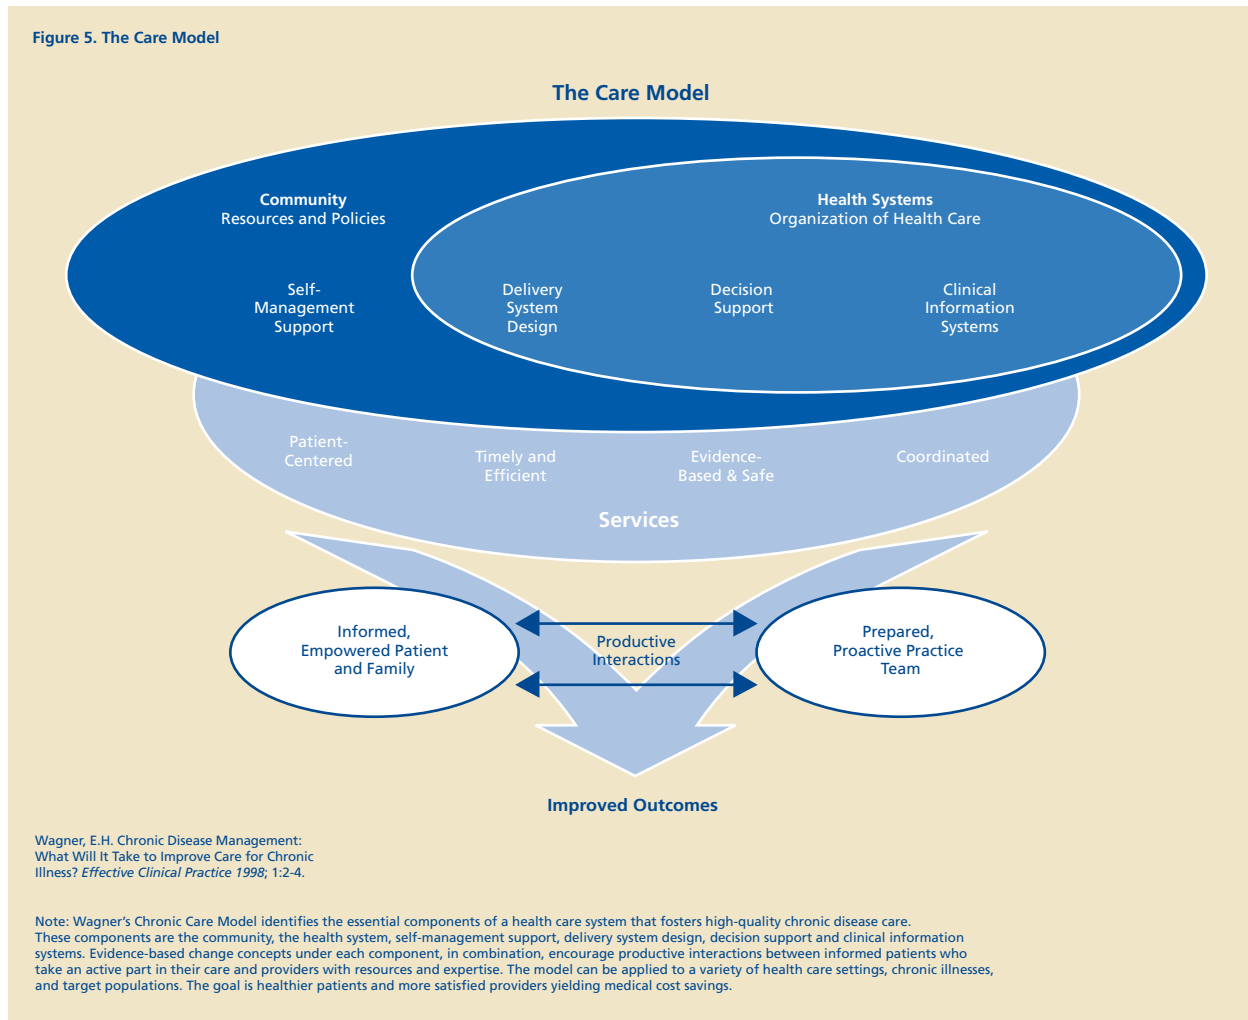 Figure 5. The Care Model
The Care Model
Community
Resources and Policies
Health Systems
Organization of Health Care
Self-
Management
Support
Delivery
System
Design
Decision
Support
Clinical
Information
Systems
Patient-
Centered
Timely and
Efficient
Evidence-
Based & Safe
Coordinated
Services
Informed,
Empowered Patient
and Family
Productive
Interactions
Prepared,
Proactive Practice
Team
Improved Outcomes
Wagner, E.H. Chronic Disease Management:
What Will It Take to Improve Care for Chronic
Illness? Effective Clinical Practice 1998; 1:2-4.
Note: Wagner’s Chronic Care Model identifies the essential components of a health care system that fosters high-quality chronic disease care.
These components are the community, the health system, self-management support, delivery system design, decision support and clinical information
systems. Evidence-based change concepts under each component, in combination, encourage productive interactions between informed patients who
take an active part in their care and providers with resources and expertise. The model can be applied to a variety of health care settings, chronic illnesses,
and target populations. The goal is healthier patients and more satisfied providers yielding medical cost savings.